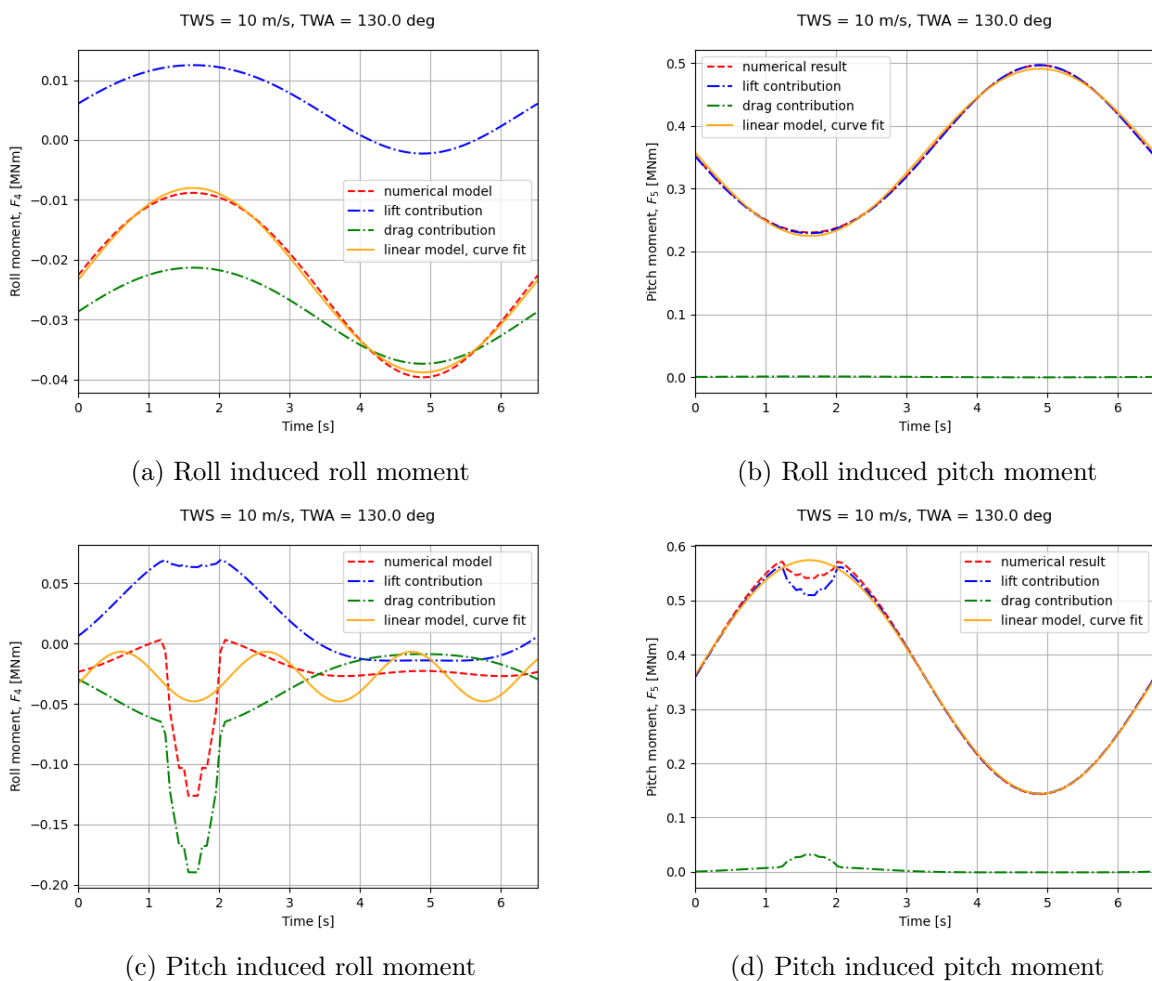 TWS = 10 m/s, TWA = 130.0 deg
Roll moment, F4 [MNm]
0.01
0.00
−0.01
−0.02
−0.03
−0.04
numerical model
lift contribution
drag contribution
linear model, curve fit
0 1 2 3 4 5 6
Time [s]
(a) Roll induced roll moment
TWS = 10 m/s, TWA = 130.0 deg
Pitch moment, F5 [MNm]
0.5
0.4
0.3
0.2
0.1
0.0
numerical result
lift contribution
drag contribution
linear model, curve fit
0 1 2 3 4 5 6
Time [s]
(b) Roll induced pitch moment
TWS = 10 m/s, TWA = 130.0 deg
Roll moment, F4 [MNm]
0.05
0.00
−0.05
−0.10
−0.15
−0.20
numerical model
lift contribution
drag contribution
linear model, curve fit
0 1 2 3 4 5 6
Time [s]
(c) Pitch induced roll moment
TWS = 10 m/s, TWA = 130.0 deg
Pitch moment, F5 [MNm]
0.6
0.5
0.4
0.3
0.2
0.1
0.0
numerical result
lift contribution
drag contribution
linear model, curve fit
0 1 2 3 4 5 6
Time [s]
(d) Pitch induced pitch moment